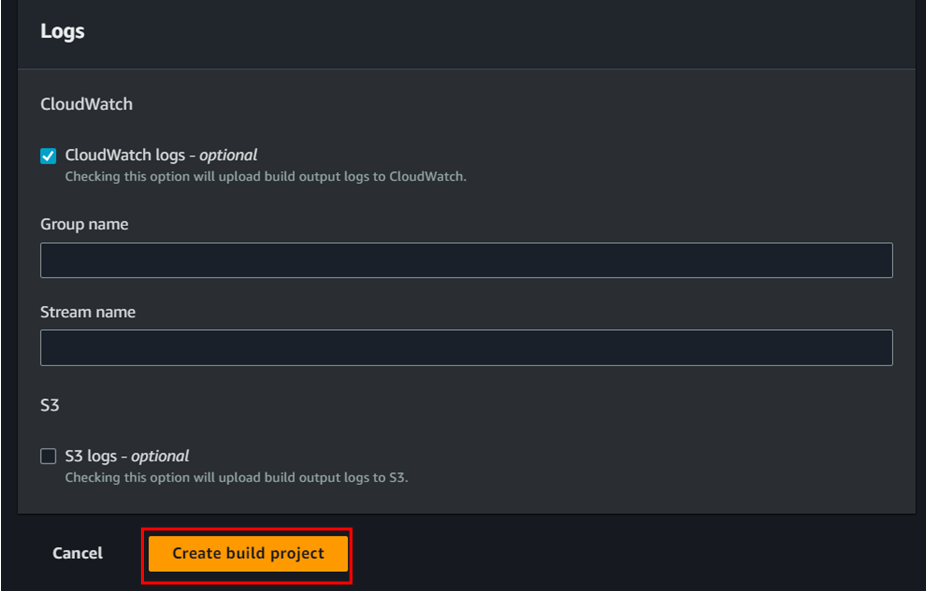 Logs
CloudWatch
CloudWatch logs - optional
Checking this option will upload build output logs to CloudWatch.
Group name
Stream name
S3
S3 logs - optional
Checking this option will upload build output logs to S3.
Cancel
Create build project